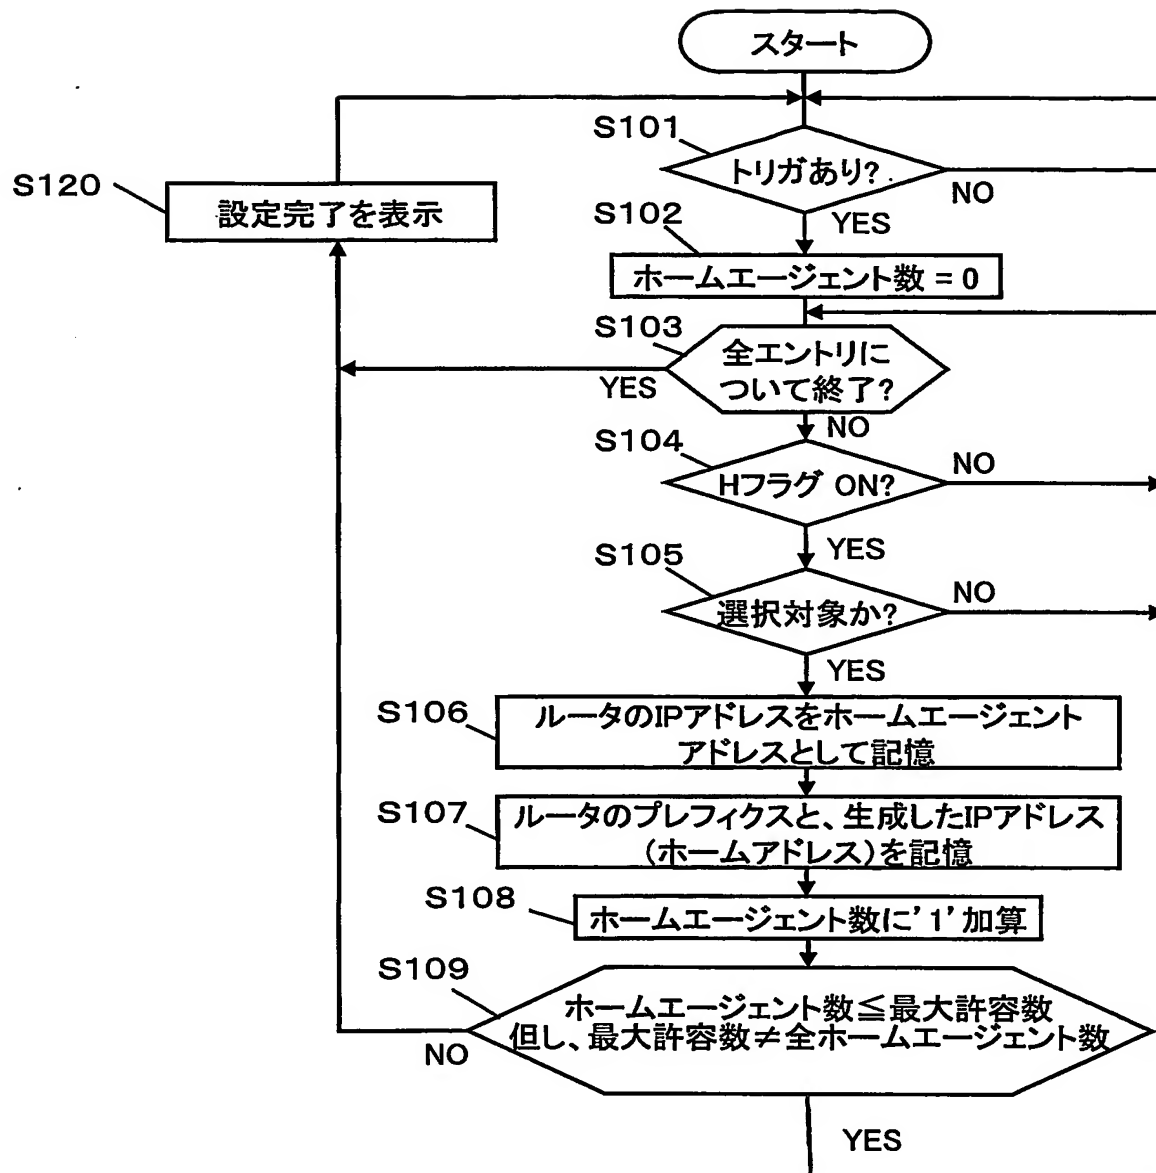 スタート
S101
トリガあり?
NO
S120
設定完了を表示
YES
S102
ホームエージェント数 = 0
S103
全エントリに
ついて終了?
YES
NO
S104
Hフラグ ON?
NO
YES
S105
選択対象か?
NO
YES
S106
ルータのIPアドレスをホームエージェント
アドレスとして記憶
S107
ルータのプレフィクスと、生成したIPアドレス
(ホームアドレス)を記憶
S108
ホームエージェント数に’1’加算
S109
ホームエージェント数≦最大許容数
但し、最大許容数≠全ホームエージェント数
NO
YES